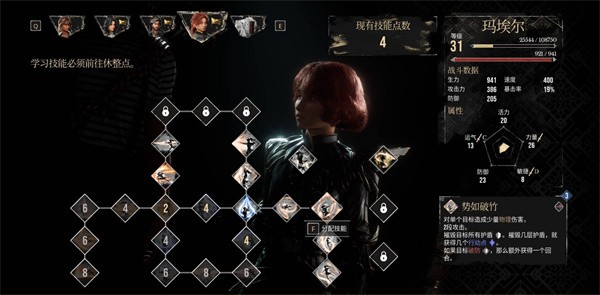 Q
E
现有技能点数
4
学习技能必须前往休整点。
玛埃尔
等级
31
25544 / 108750
921 / 941
战斗数据
生力 941 速度 400
攻击力 386 暴击率 19%
防御 205
属性
活力
20
运气 C
13
力量
26
防御
23
敏捷 D
8
6 4 2 4
6 4
8 6 8 6
F 分配技能
3
势如破竹
对单个目标造成少量物理伤害。
2段攻击。
摧毁目标所有护盾，摧毁几层护盾，就
获得几个行动点。
如果目标破防，那么额外获得一个回
合。